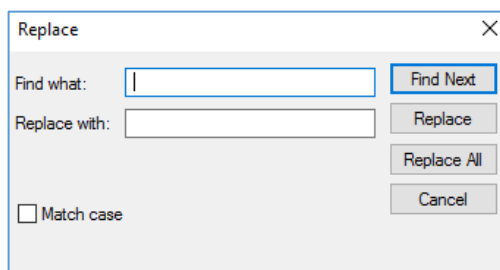 Replace
Find what:
Find Next
Replace with:
Replace
Replace All
Cancel
Match case